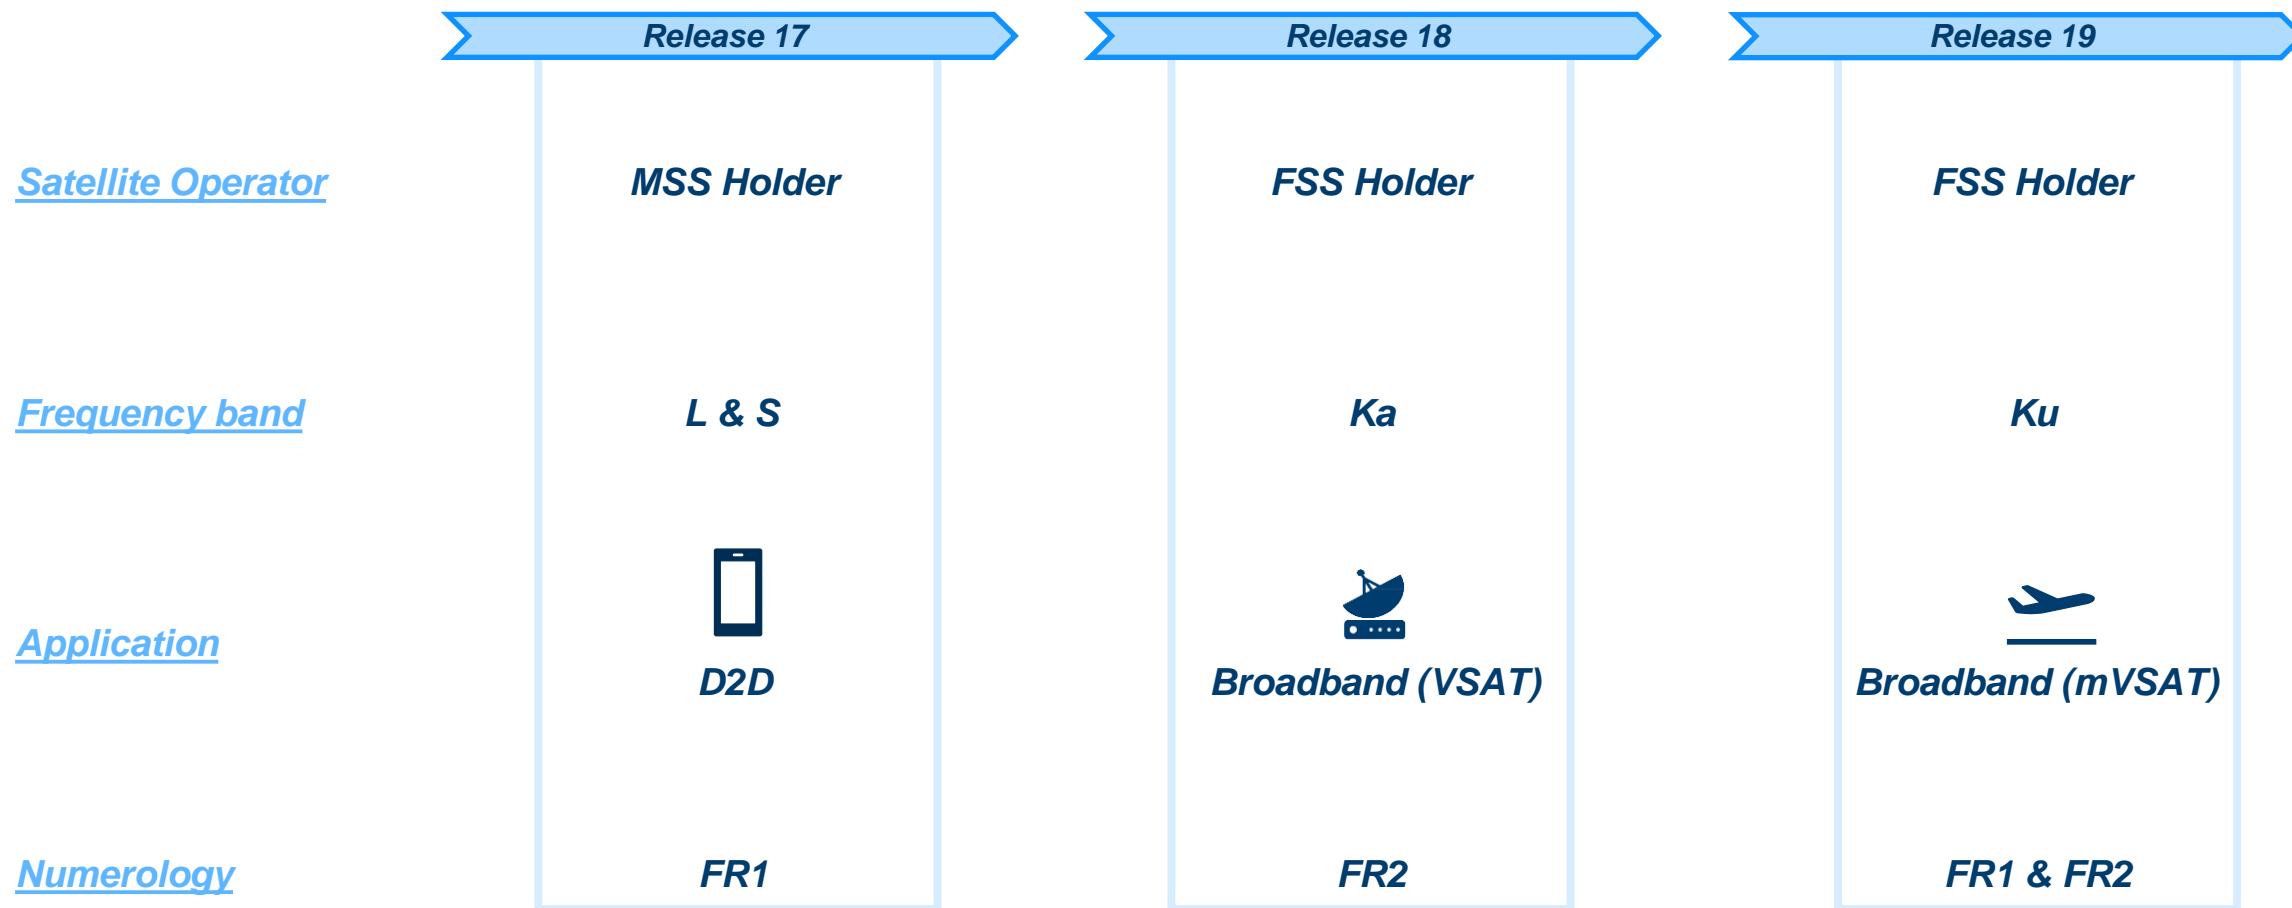 Release 17
Release 18
Release 19
Satellite Operator
MSS Holder
FSS Holder
FSS Holder
Frequency band
L & S
Ka
Ku
Application
D2D
Broadband (VSAT)
Broadband (mVSAT)
Numerology
FR1
FR2
FR1 & FR2